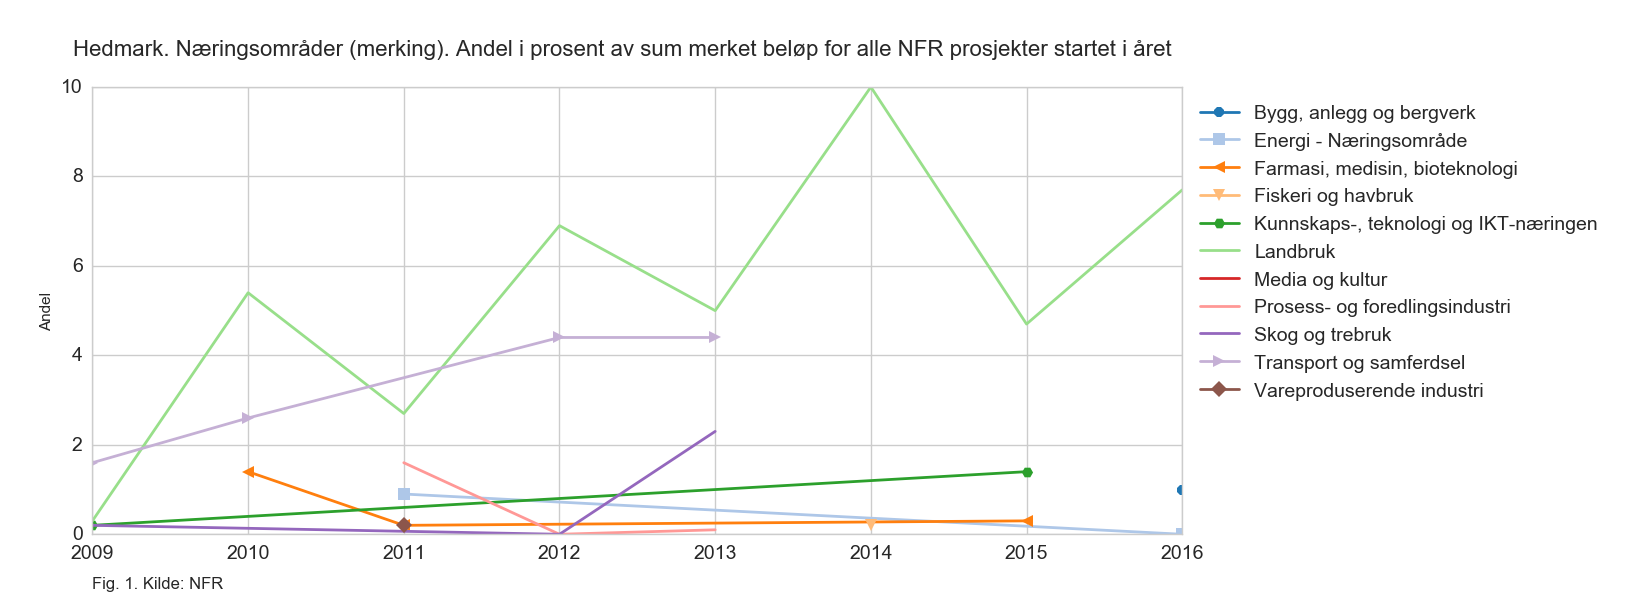 Hedmark. Næringsområder (merking). Andel i prosent av sum merket beløp for alle NFR prosjekter startet i året
10
8
6
4
2
0
Andel
2009 2010 2011 2012 2013 2014 2015 2016
Bygg, anlegg og bergverk
Energi - Næringsområde
Farmasi, medisin, bioteknologi
Fiskeri og havbruk
Kunnskaps-, teknologi og IKT-næringen
Landbruk
Media og kultur
Prosess- og foredlingsindustri
Skog og trebruk
Transport og samferdsel
Vareproduserende industri
Fig. 1. Kilde: NFR